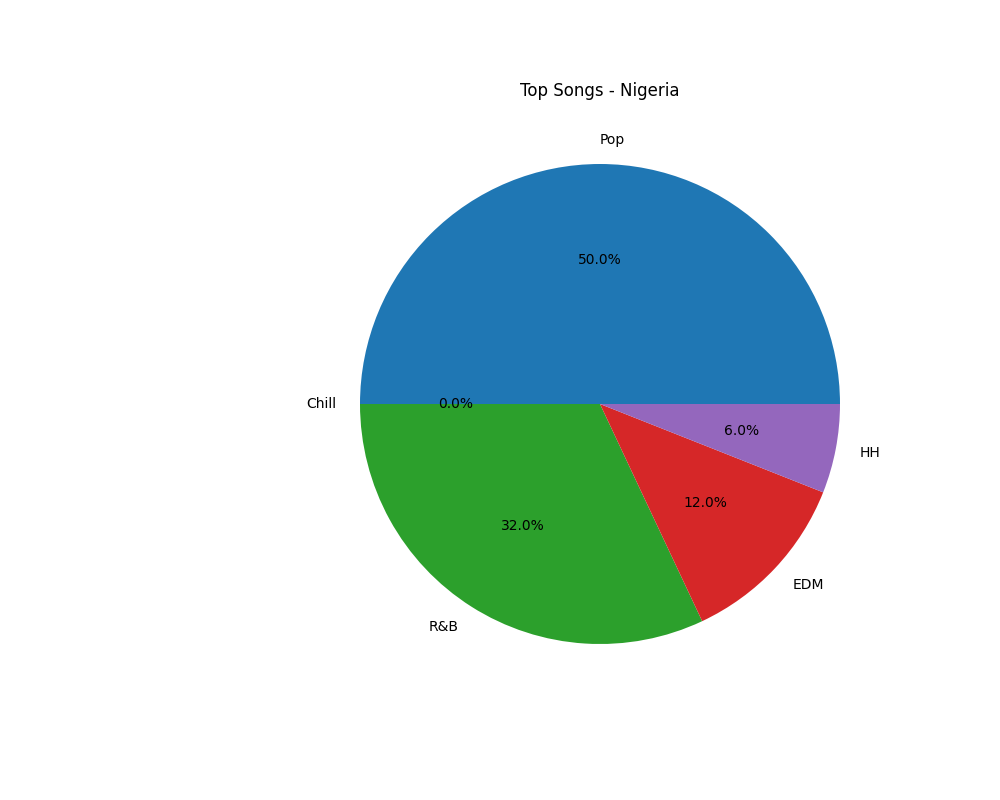 Top Songs - Nigeria
Pop
50.0%
Chill
0.0%
6.0%
HH
12.0%
32.0%
EDM
R&B